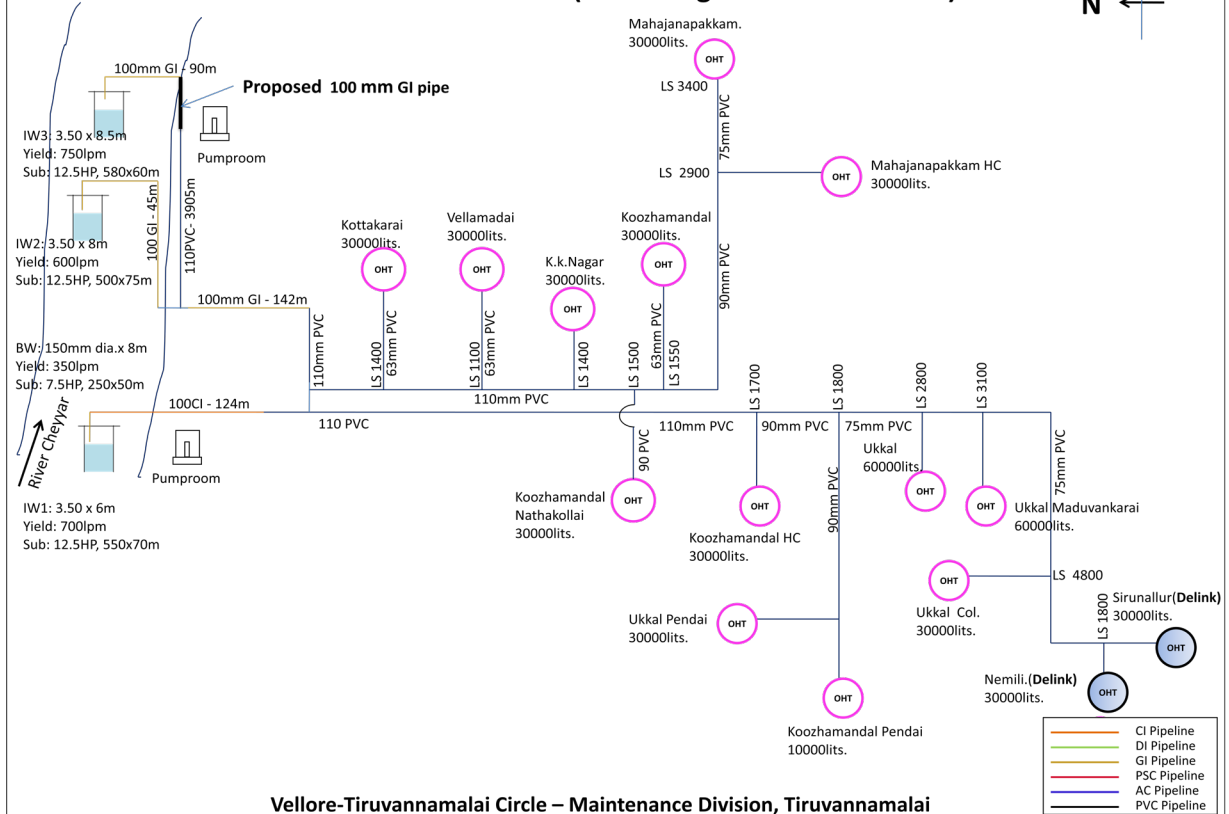 N
Mahajanapakkam.
30000lits.
OHT
LS 3400
75mm PVC
100mm GI - 90m
Proposed 100 mm GI pipe
IW3: 3.50 x 8.5m
Yield: 750lpm
Sub: 12.5HP, 580x60m
Pumproom
LS 2900
OHT
Mahajanapakkam HC
30000lits.
100 GI - 45m
110PVC- 3905m
IW2: 3.50 x 8m
Yield: 600lpm
Sub: 12.5HP, 500x75m
Kottakarai
30000lits.
OHT
Vellamadai
30000lits.
OHT
K.k.Nagar
30000lits.
OHT
Koozhamandal
30000lits.
OHT
90mm PVC
100mm GI - 142m
BW: 150mm dia.x 8m
Yield: 350lpm
Sub: 7.5HP, 250x50m
110mm PVC
LS 1400
63mm PVC
LS 1100
63mm PVC
LS 1400
LS 1500
63mm PVC
LS 1550
110mm PVC
100CI - 124m
110 PVC
LS 1700
LS 1800
LS 2800
LS 3100
110mm PVC
90mm PVC
75mm PVC
River Cheyyar
Pumproom
90 PVC
90mm PVC
75mm PVC
IW1: 3.50 x 6m
Yield: 700lpm
Sub: 12.5HP, 550x70m
Koozhamandal
Nathakollai
30000lits.
OHT
OHT
Koozhamandal HC
30000lits.
Ukkal
60000lits.
OHT
OHT
Ukkal Maduvankarai
60000lits.
LS 4800
OHT
Ukkal Col.
30000lits.
Ukkal Pendai
30000lits.
OHT
LS 1800
Sirunallur(Delink)
30000lits.
OHT
Nemili.(Delink)
30000lits.
OHT
OHT
Koozhamandal Pendai
10000lits.
CI Pipeline
DI Pipeline
GI Pipeline
PSC Pipeline
AC Pipeline
PVC Pipeline
Vellore-Tiruvannamalai Circle – Maintenance Division, Tiruvannamalai